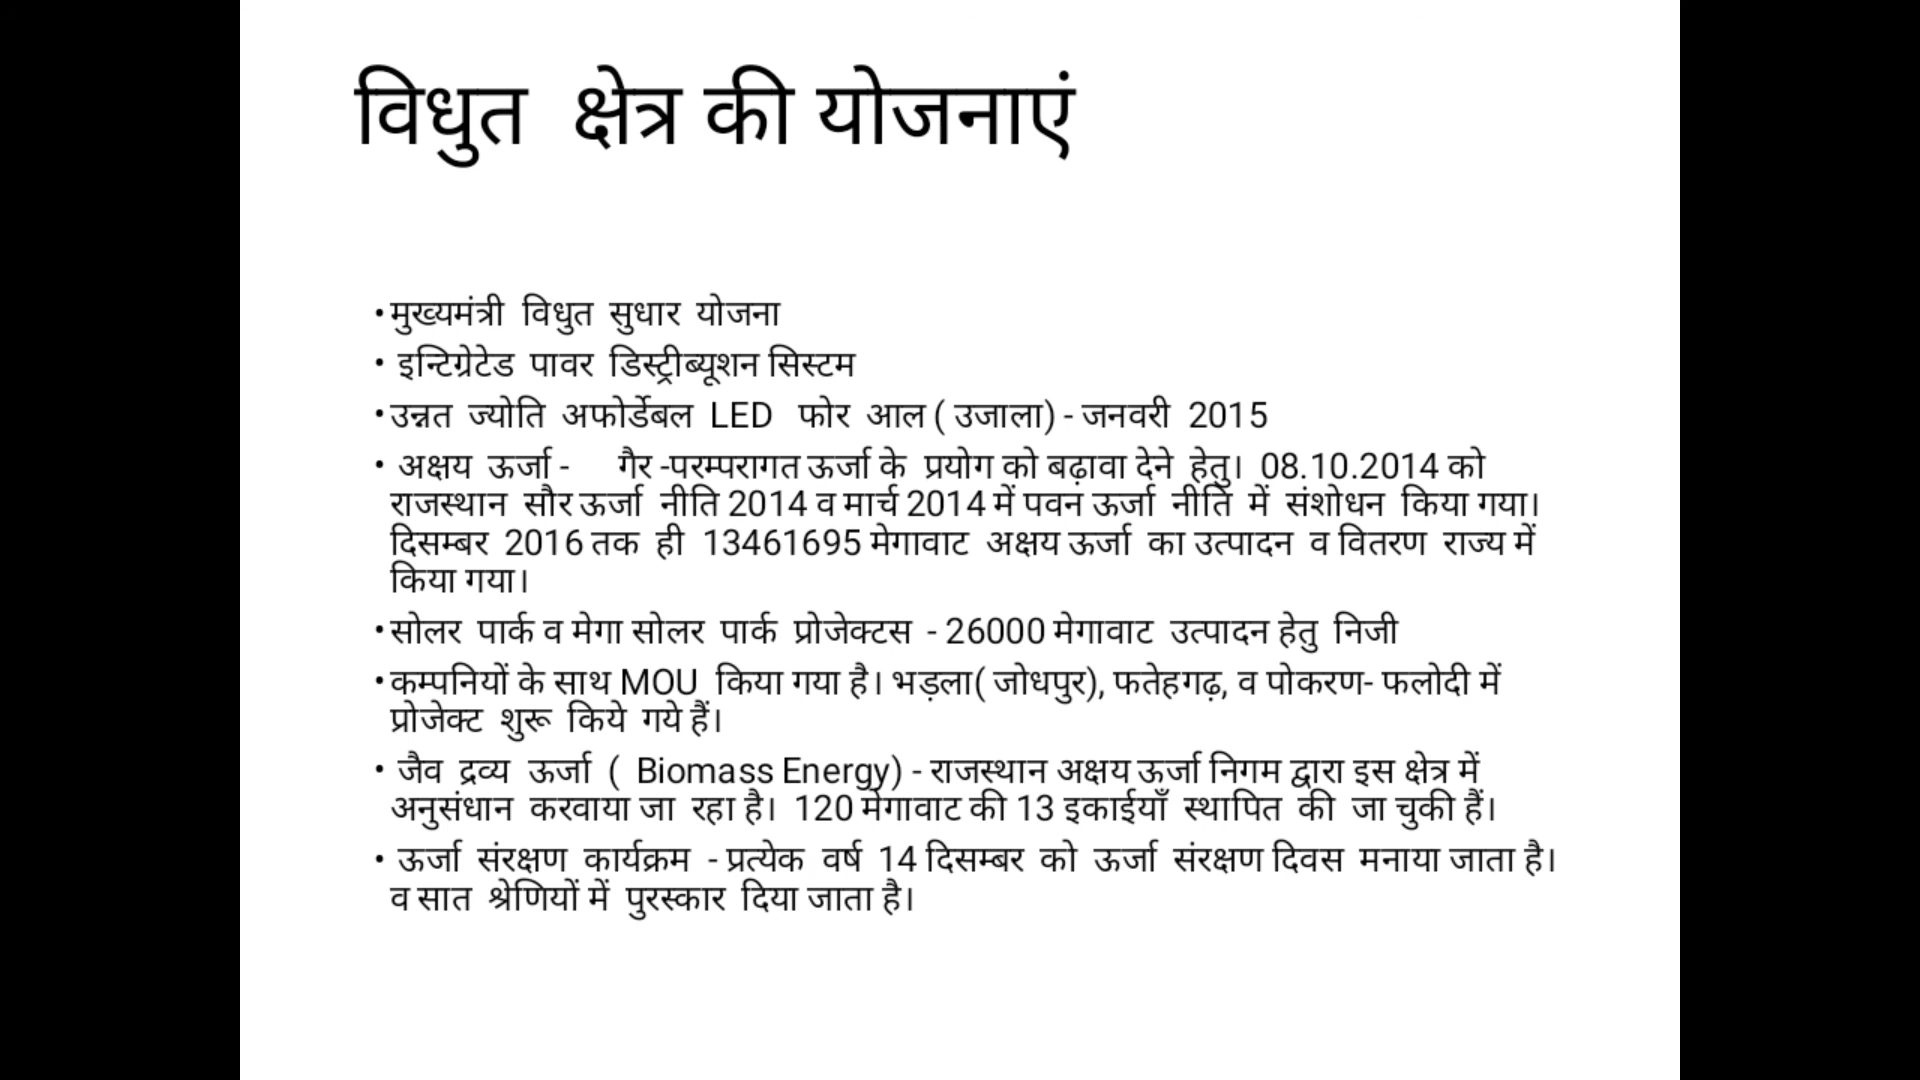 विधुत क्षेत्र की योजनाएं
•मुख्यमंत्री विधुत सुधार योजना
• इन्टिग्रेटेड पावर डिस्ट्रीब्यूशन सिस्टम
•उन्नत ज्योति अफोर्डेबल LED फोर आल ( उजाला) - जनवरी 2015
• अक्षय ऊर्जा - गैर -परम्परागत ऊर्जा के प्रयोग को बढ़ावा देने हेतु। 08.10.2014 को
राजस्थान सौर ऊर्जा नीति 2014 व मार्च 2014 में पवन ऊर्जा नीति में संशोधन किया गया।
दिसम्बर 2016 तक ही 13461695 मेगावाट अक्षय ऊर्जा का उत्पादन व वितरण राज्य में
किया गया।
•सोलर पार्क व मेगा सोलर पार्क प्रोजेक्टस - 26000 मेगावाट उत्पादन हेतु निजी
•कम्पनियों के साथ MOU किया गया है। भड़ला( जोधपुर), फतेहगढ़, व पोकरण- फलोदी में
प्रोजेक्ट शुरू किये गये हैं।
• जैव द्रव्य ऊर्जा ( Biomass Energy) - राजस्थान अक्षय ऊर्जा निगम द्वारा इस क्षेत्र में
अनुसंधान करवाया जा रहा है। 120 मेगावाट की 13 इकाईयाँ स्थापित की जा चुकी हैं।
• ऊर्जा संरक्षण कार्यक्रम - प्रत्येक वर्ष 14 दिसम्बर को ऊर्जा संरक्षण दिवस मनाया जाता है।
व सात श्रेणियों में पुरस्कार दिया जाता है।